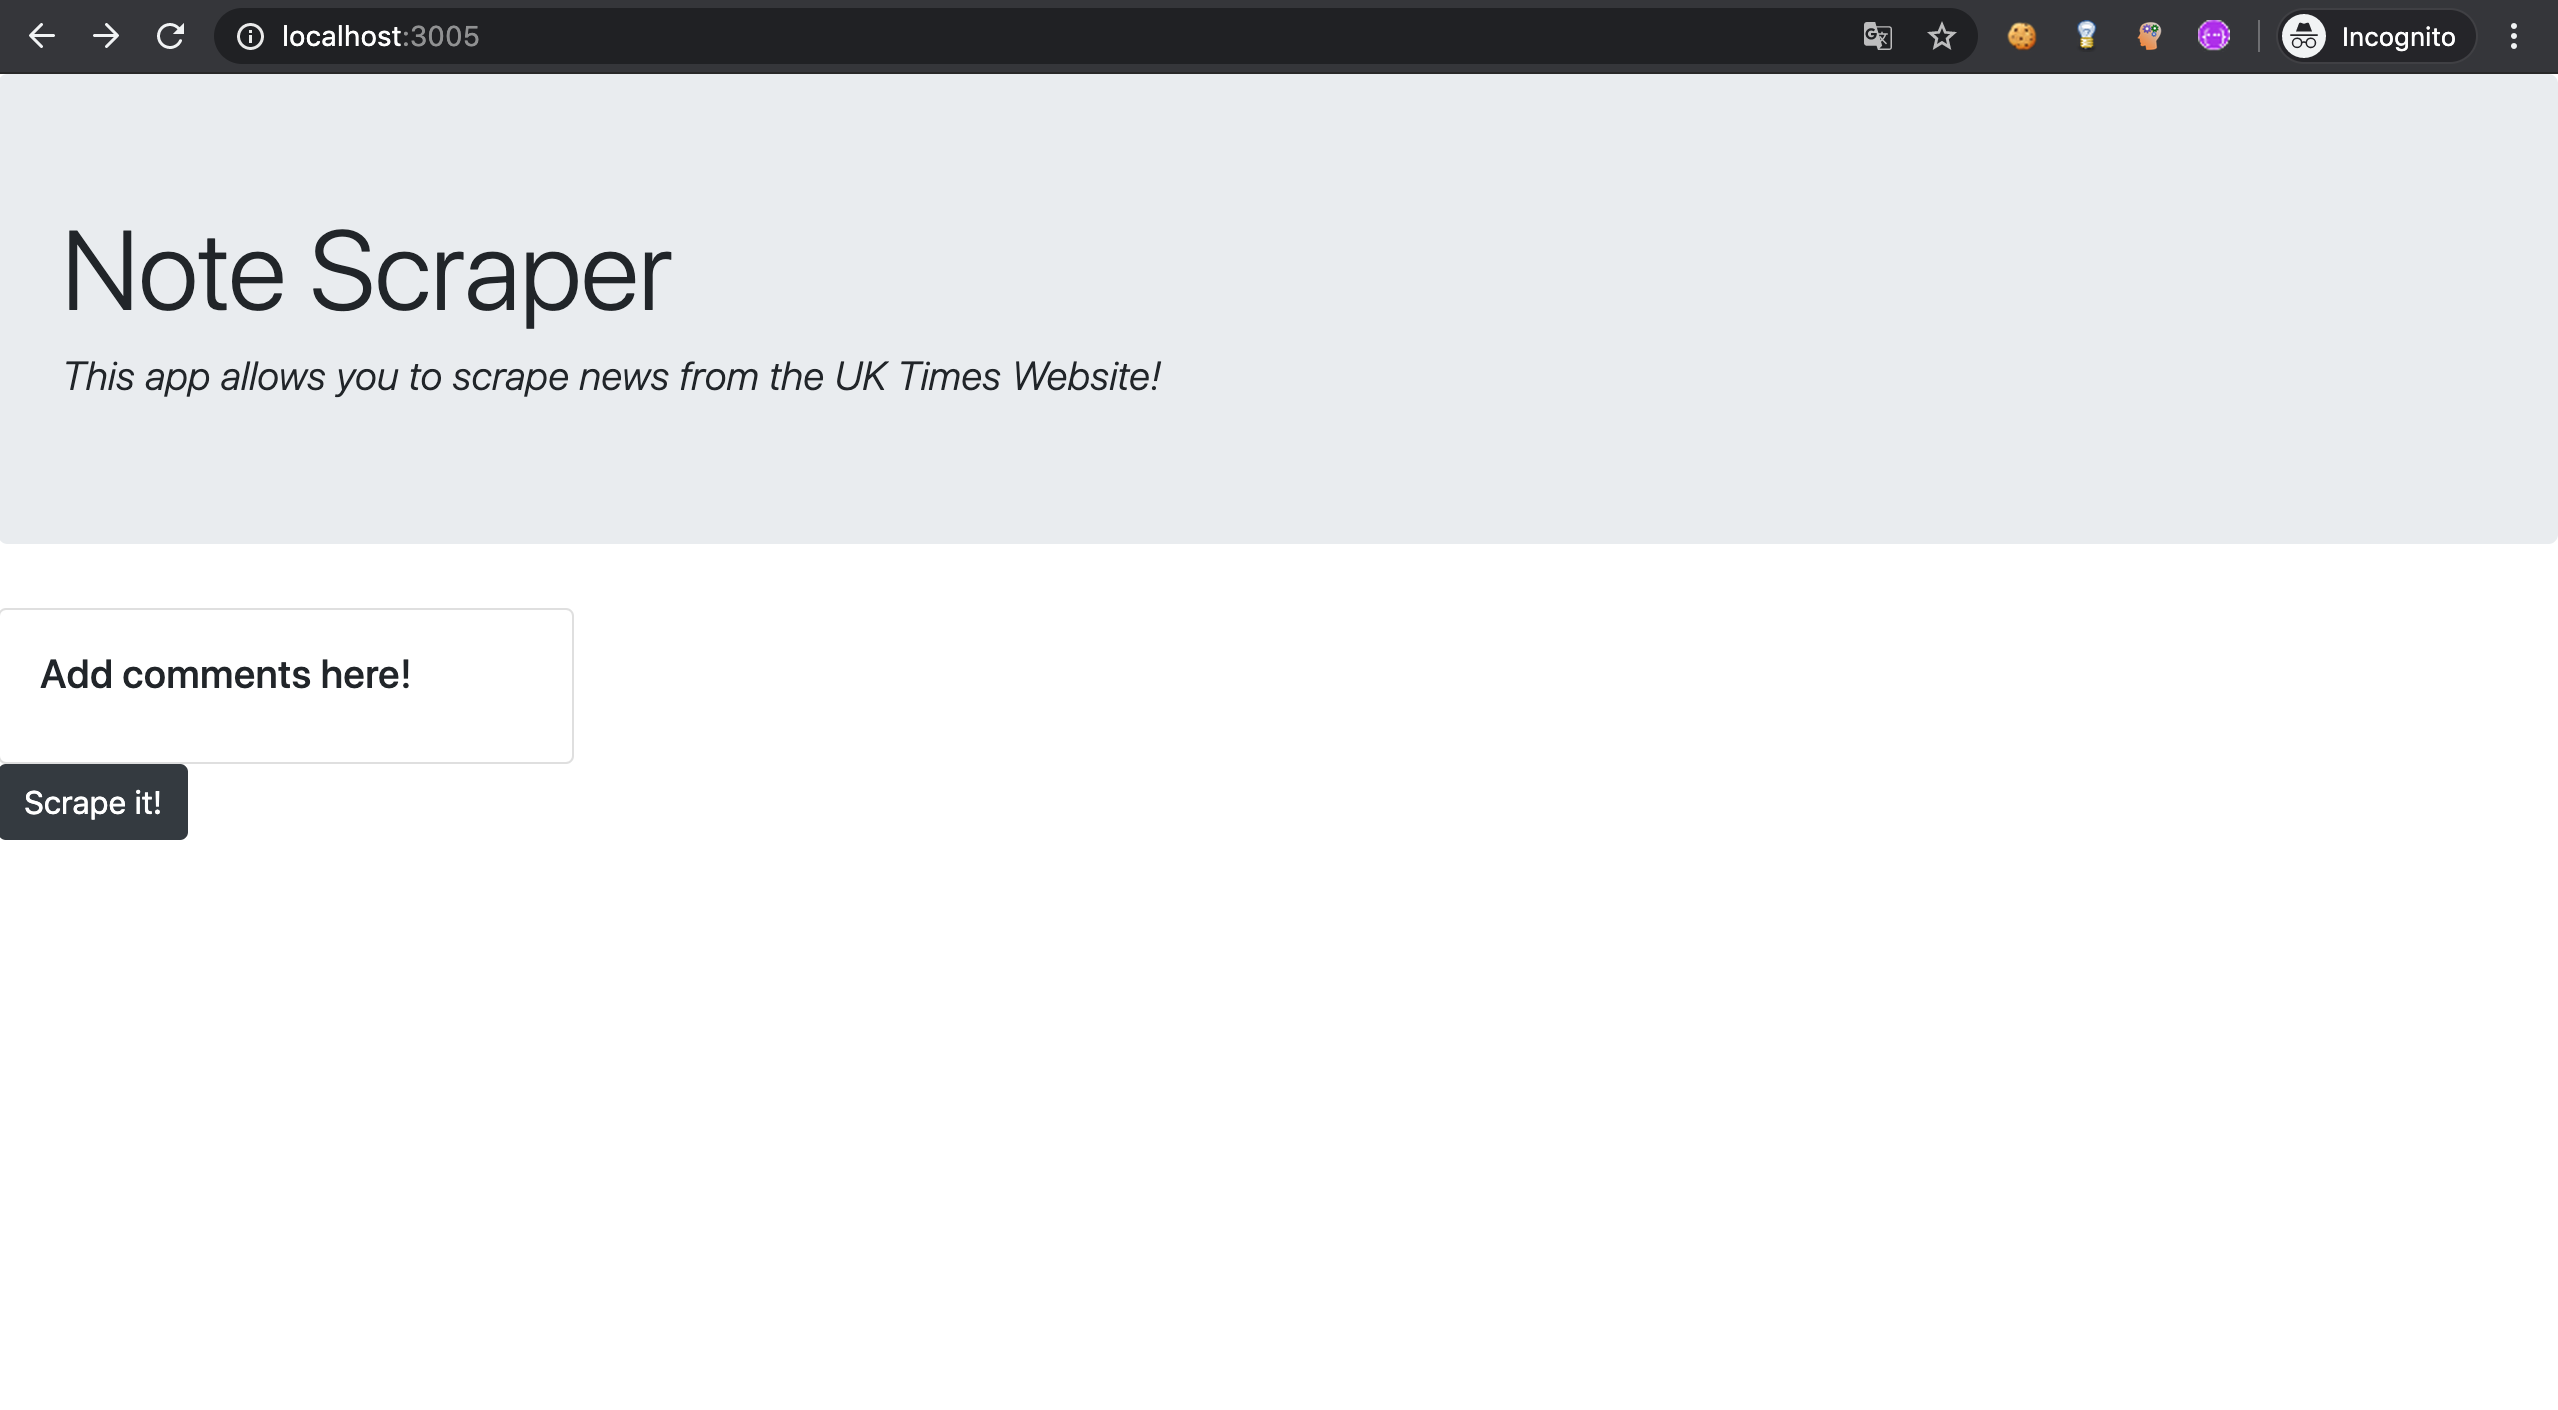 localhost:3005
Incognito
Note Scraper
This app allows you to scrape news from the UK Times Website!
Add comments here!
Scrape it!